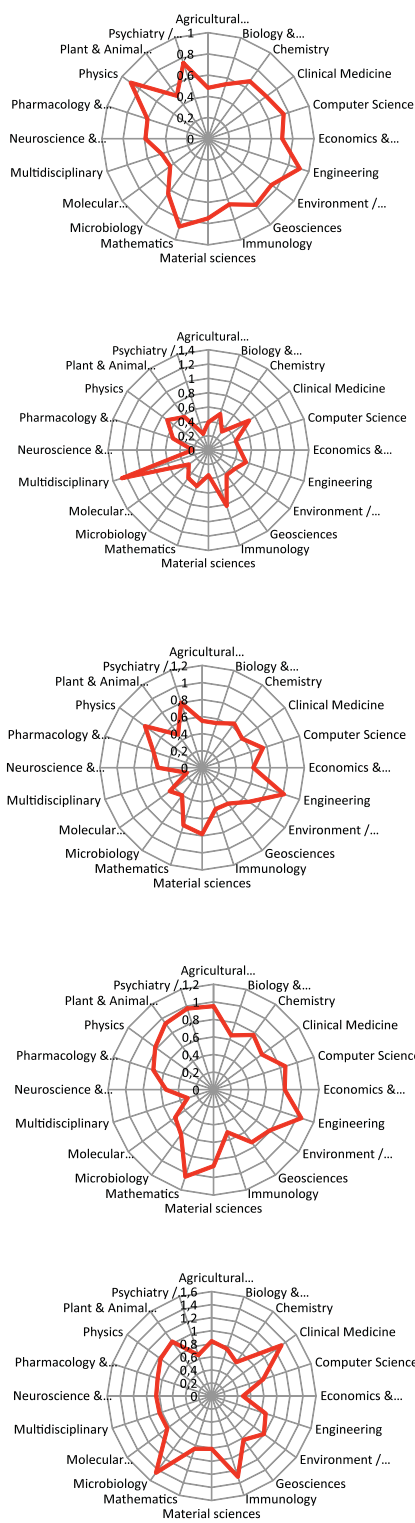 Agricultural…
Psychiatry /…
1
Biology &…
Plant & Animal…
0,8
Chemistry
Physics
0,6
Clinical Medicine
0,4
Pharmacology &…
0,2
Computer Science
Neuroscience &…
0
Economics &…
Multidisciplinary
Engineering
Molecular…
Environment /…
Microbiology
Geosciences
Mathematics
Immunology
Material sciences
Agricultural…
Psychiatry /…
1,4
Biology &…
Plant & Animal…
1,2
Chemistry
1
Physics
0,8
Clinical Medicine
0,6
Pharmacology &…
0,4
Computer Science
0,2
Neuroscience &…
0
Economics &…
Multidisciplinary
Engineering
Molecular…
Environment /…
Microbiology
Geosciences
Mathematics
Immunology
Material sciences
Agricultural…
Psychiatry /…
1,2
Biology &…
Plant & Animal…
1
Chemistry
Physics
0,8
Clinical Medicine
0,6
Pharmacology &…
0,4
Computer Science
0,2
Neuroscience &…
0
Economics &…
Multidisciplinary
Engineering
Molecular…
Environment /…
Microbiology
Geosciences
Mathematics
Immunology
Material sciences
Agricultural…
Psychiatry /…
1,2
Biology &…
Plant & Animal…
1
Chemistry
Physics
0,8
Clinical Medicine
0,6
Pharmacology &…
0,4
Computer Science
0,2
Neuroscience &…
0
Economics &…
Multidisciplinary
Engineering
Molecular…
Environment /…
Microbiology
Geosciences
Mathematics
Immunology
Material sciences
Agricultural…
Psychiatry /…
1,6
Biology &…
Plant & Animal…
1,4
Chemistry
1,2
Physics
1
Clinical Medicine
0,8
Pharmacology &…
0,6
Computer Science
0,4
0,2
Neuroscience &…
0
Economics &…
Multidisciplinary
Engineering
Molecular…
Environment /…
Microbiology
Geosciences
Mathematics
Immunology
Material sciences